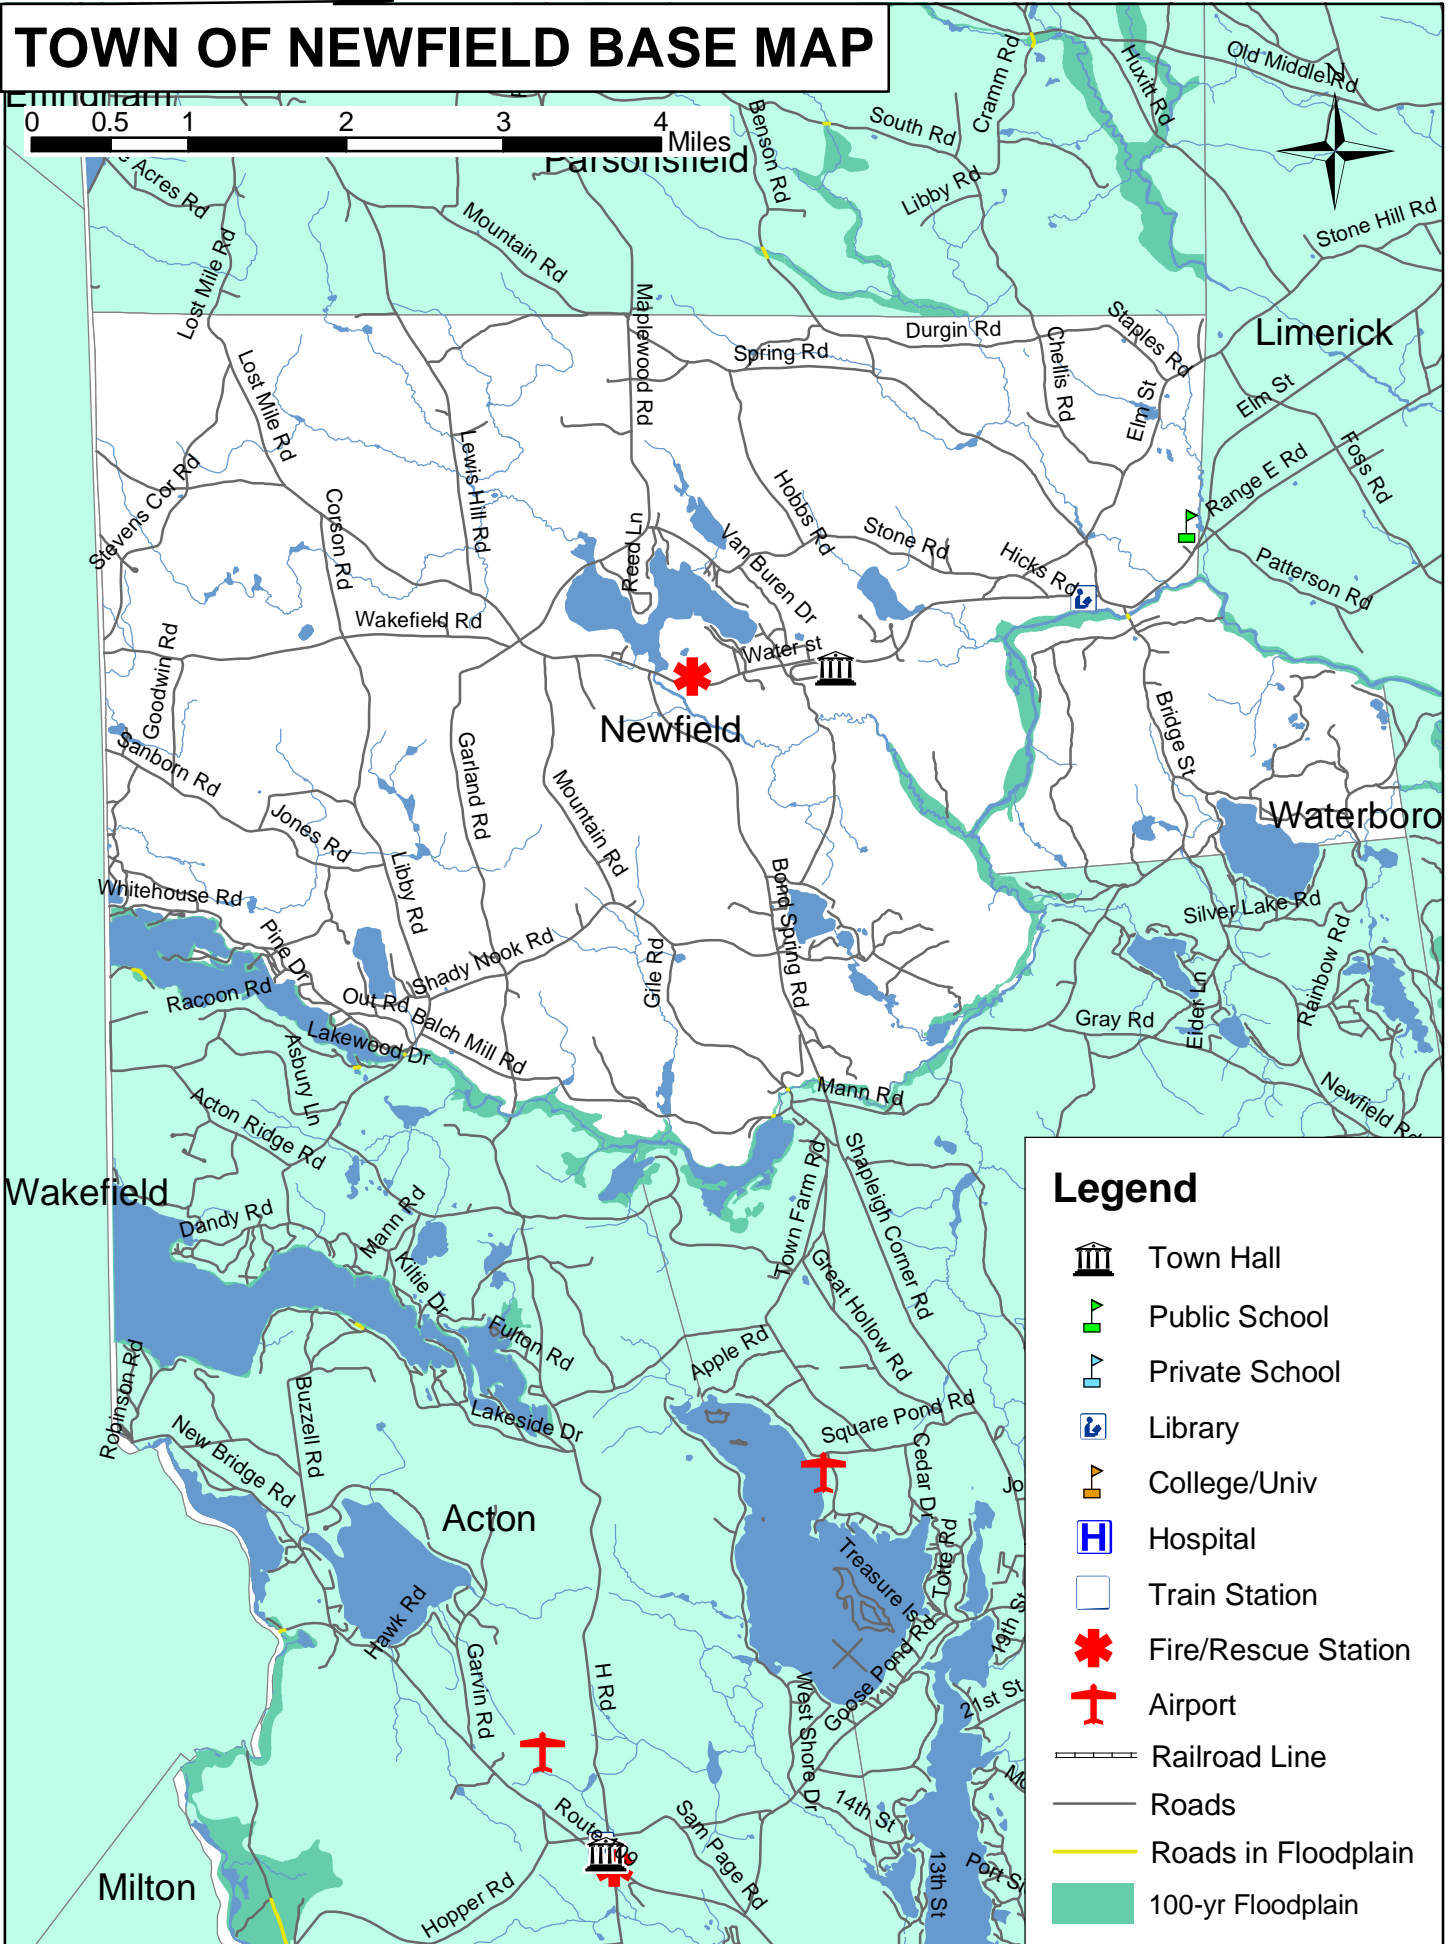 TOWN OF NEWFIELD BASE MAP
Effingham
0 0.5 1 2 3 4 Miles
Parsonsfield
N
Old Middle Rd
Huxitt Rd
Cramm Rd
South Rd
Benson Rd
Libby Rd
Stone Hill Rd
Acres Rd
Mountain Rd
Lost Mile Rd
Maplewood Rd
Limerick
Durgin Rd
Staples Rd
Spring Rd
Chellis Rd
Lost Mile Rd
Elm St
Elm St
Foss Rd
Lewis Hill Rd
Range E Rd
Stevens Cor Rd
Hobbs Rd
Corson Rd
Stone Rd
Reed Ln
Van Buren Dr
Hicks Rd
Patterson Rd
Wakefield Rd
Goodwin Rd
Water st
Newfield
Bridge St
Sanborn Rd
Garland Rd
Mountain Rd
Waterboro
Jones Rd
Libby Rd
Bond Spring Rd
Whitehouse Rd
Silver Lake Rd
Pine Dr
Shady Nook Rd
Gile Rd
Rainbow Rd
Racoon Rd
Out Rd
Elder Ln
Balch Mill Rd
Gray Rd
Lakewood Dr
Asbury Ln
Mann Rd
Newfield Rd
Acton Ridge Rd
Shapleigh Corner Rd
Town Farm Rd
Wakefield
Dandy Rd
Mann Rd
Kiltie Dr
Great Hollow Rd
Fulton Rd
Apple Rd
Robinson Rd
Buzzell Rd
Lakeside Dr
Square Pond Rd
New Bridge Rd
Cedar Dr
Jo
Acton
Treasure Is
Totte Rd
Hawk Rd
19th St
Goose Pond Rd
Garvin Rd
H Rd
West Shore Dr
21st St
Mo
14th St
Route 109
Sam Page Rd
13th St
Port S
Milton
Hopper Rd
Legend
Town Hall
Public School
Private School
Library
College/Univ
H Hospital
Train Station
Fire/Rescue Station
Airport
Railroad Line
Roads
Roads in Floodplain
100-yr Floodplain